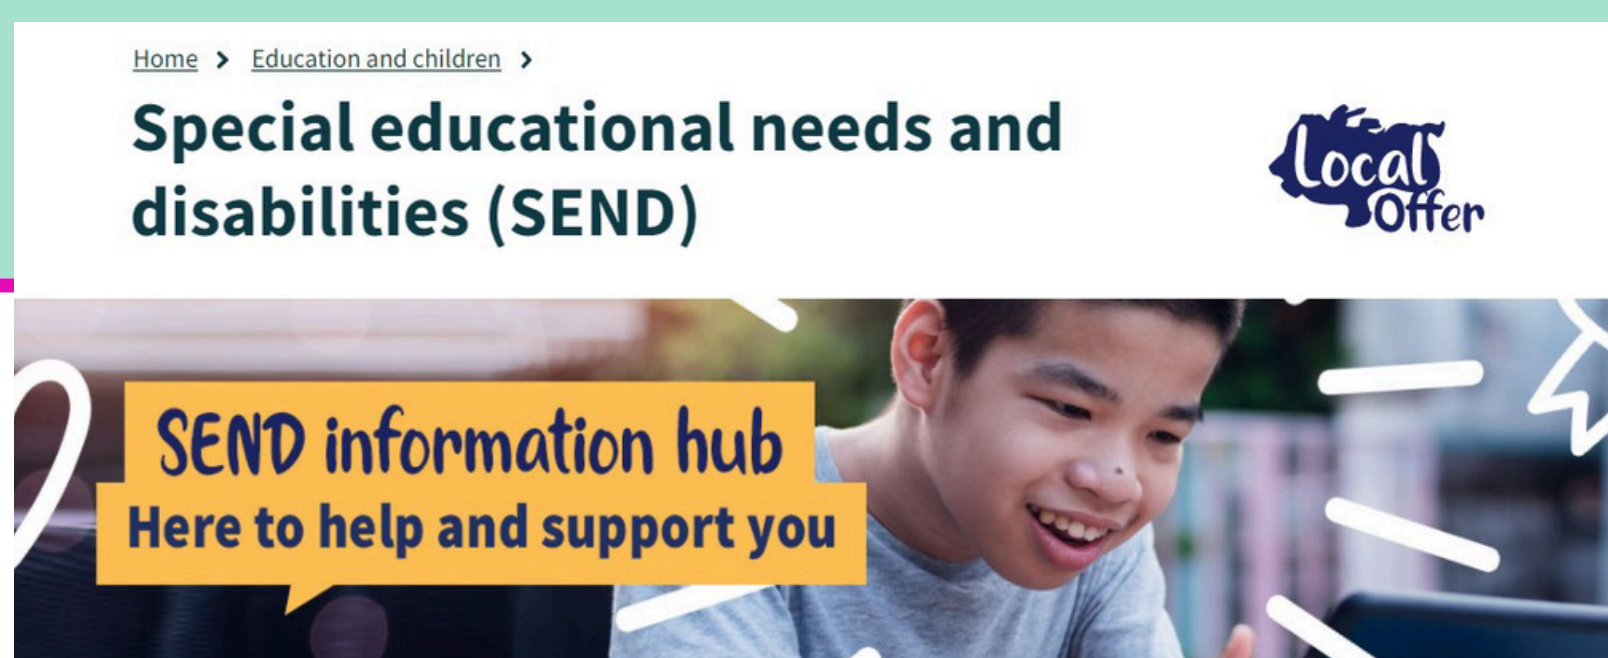 Home > Education and children >
Special educational needs and
disabilities (SEND)
Local
Offer
SEND information hub
Here to help and support you